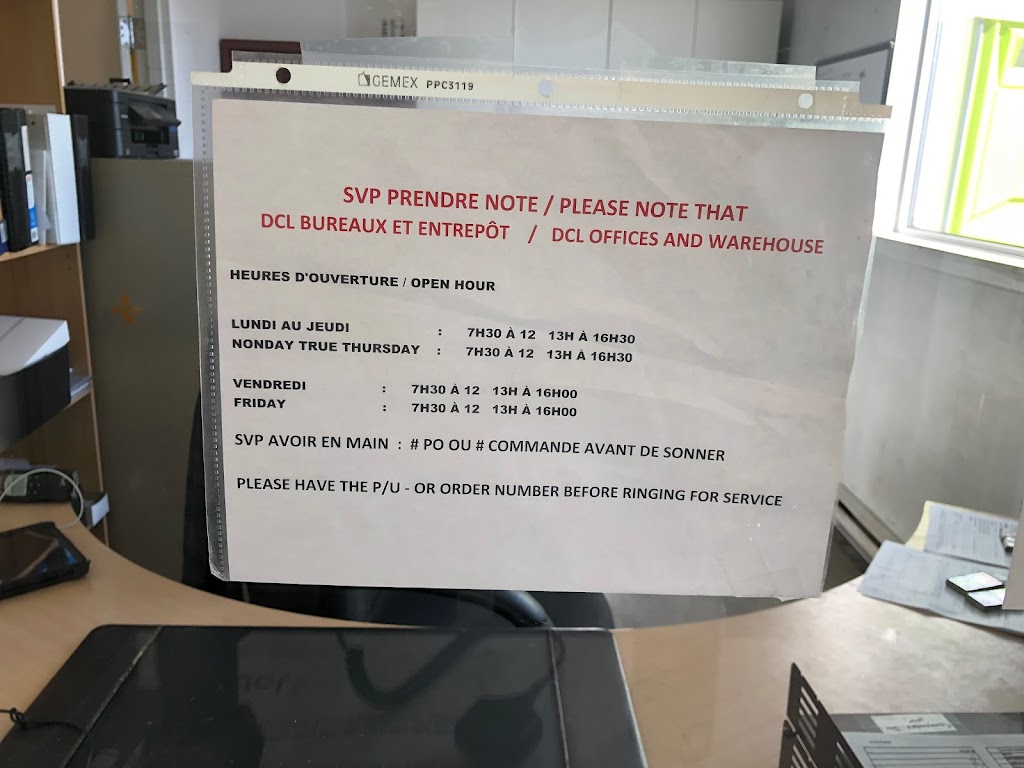 GEMEX PPC3119
SVP PRENDRE NOTE / PLEASE NOTE THAT
DCL BUREAUX ET ENTREPÔT / DCL OFFICES AND WAREHOUSE
HEURES D'OUVERTURE / OPEN HOUR
LUNDI AU JEUDI : 7H30 À 12 13H À 16H30
NONDAY TRUE THURSDAY : 7H30 À 12 13H À 16H30
VENDREDI : 7H30 À 12 13H À 16H00
FRIDAY : 7H30 À 12 13H À 16H00
SVP AVOIR EN MAIN : # PO OU # COMMANDE AVANT DE SONNER
PLEASE HAVE THE P/U - OR ORDER NUMBER BEFORE RINGING FOR SERVICE